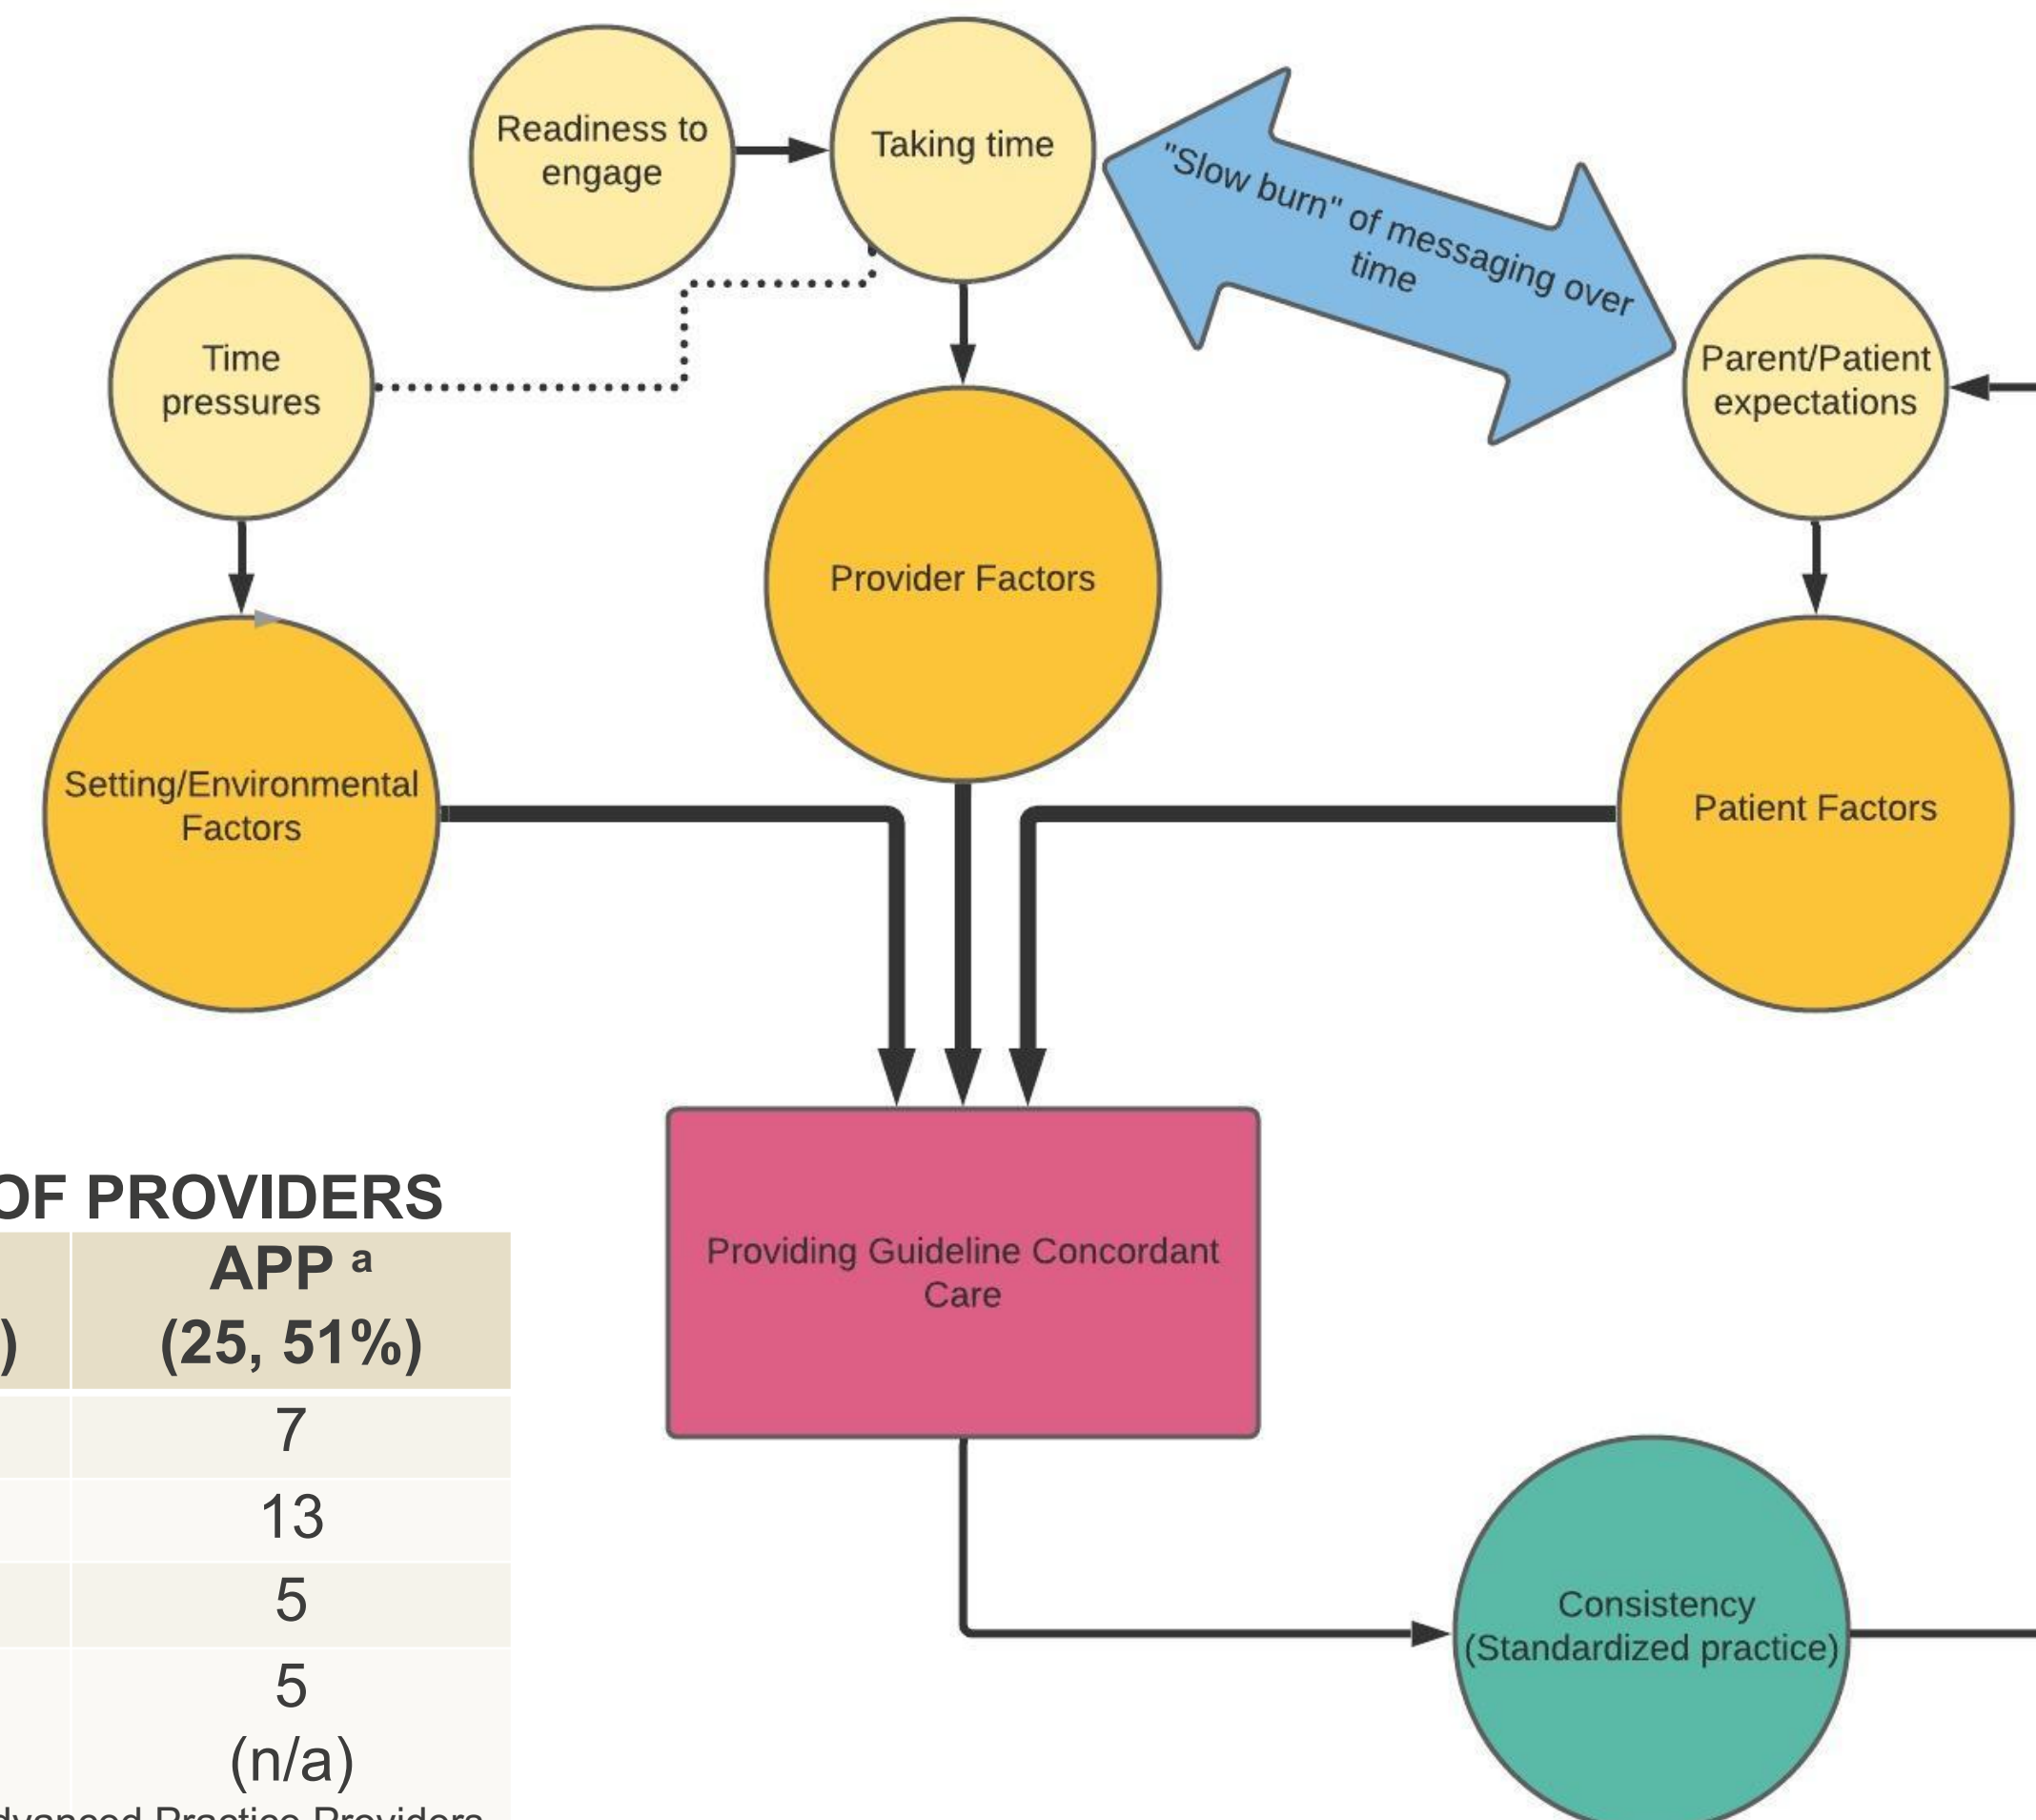 Readiness to
engage
Taking time
"Slow burn" of messaging over
time
Time
pressures
Parent/Patient
expectations
Provider Factors
Setting/Environmental
Factors
Patient Factors
Providing Guideline Concordant
Care
Consistency
(Standardized practice)
OF PROVIDERS
APP ᵃ
) (25, 51%)
7
13
5
5
(n/a)
Practice Providers